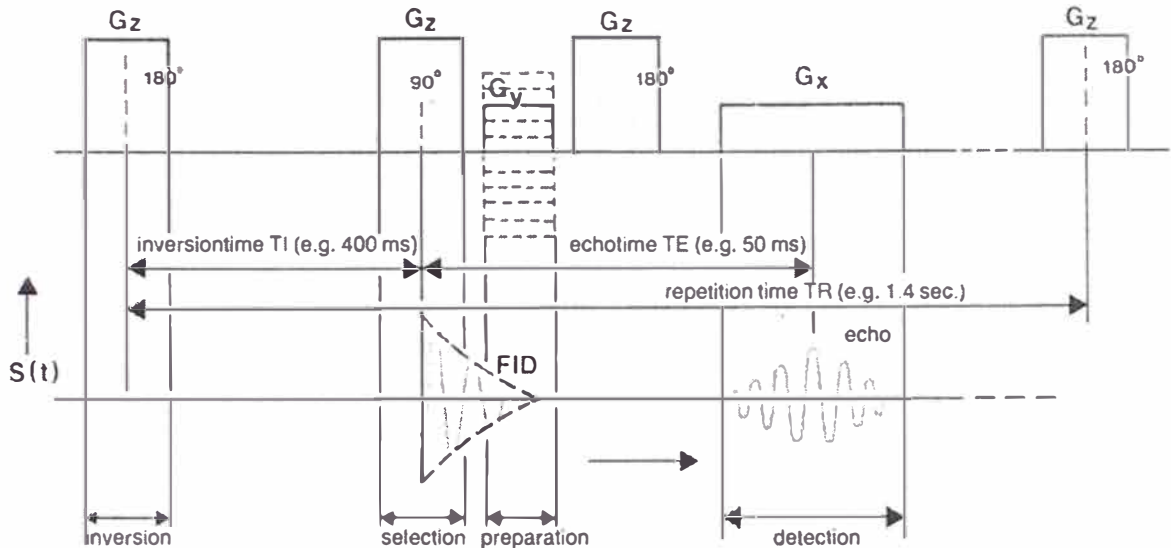 Gz
Gz
Gz
Gz
180°
90°
180°
180°
Gy
Gx
inversiontime TI (e.g. 400 ms)
echotime TE (e.g. 50 ms)
repetition time TR (e.g. 1.4 sec.)
echo
S(t)
FID
inversion
selection
preparation
detection